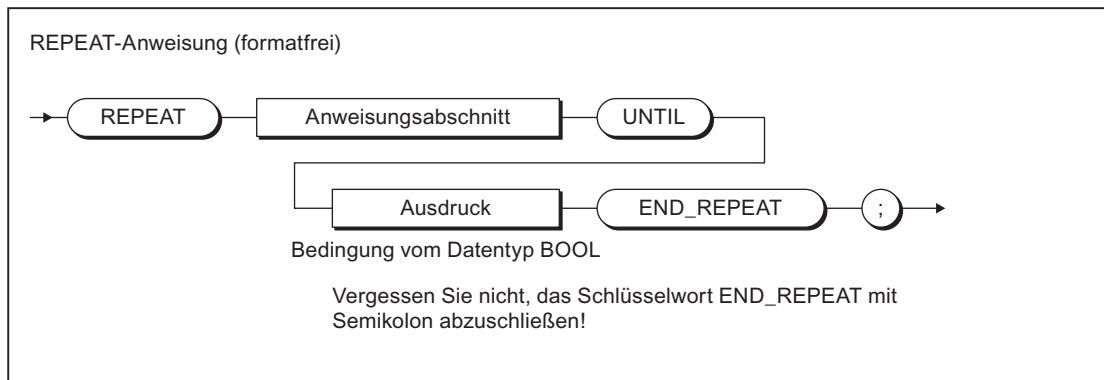 REPEAT-Anweisung (formatfrei)
REPEAT
Anweisungsabschnitt
UNTIL
Ausdruck
END_REPEAT
;
Bedingung vom Datentyp BOOL
Vergessen Sie nicht, das Schlüsselwort END_REPEAT mit
Semikolon abzuschließen!